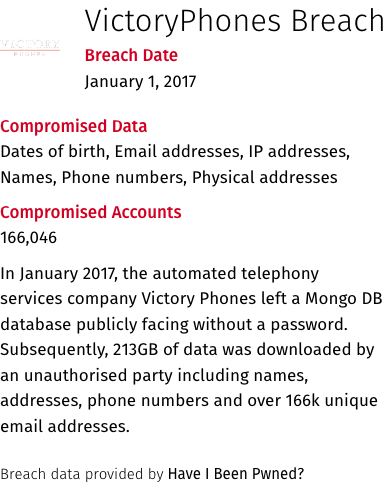 VictoryPhones Breach
VICTORY
PHONES
Breach Date
January 1, 2017
Compromised Data
Dates of birth, Email addresses, IP addresses,
Names, Phone numbers, Physical addresses
Compromised Accounts
166,046
In January 2017, the automated telephony
services company Victory Phones left a Mongo DB
database publicly facing without a password.
Subsequently, 213GB of data was downloaded by
an unauthorised party including names,
addresses, phone numbers and over 166k unique
email addresses.
Breach data provided by Have I Been Pwned?